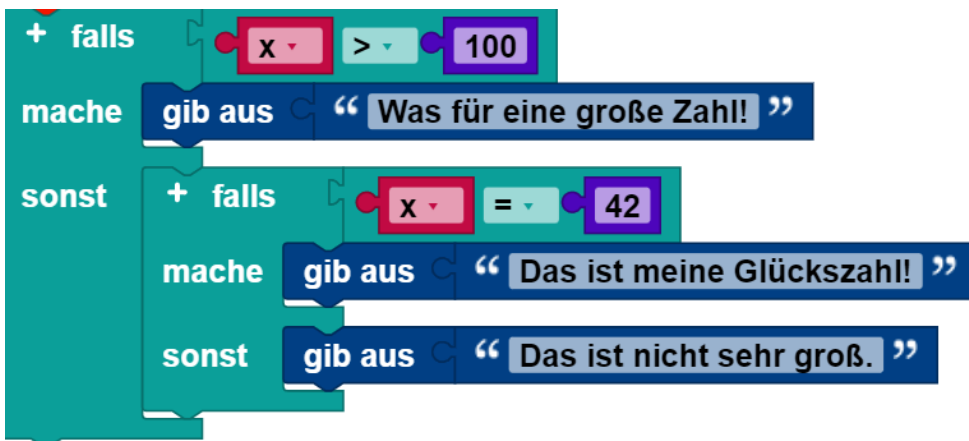 + falls x > 100
mache gib aus “ Was für eine große Zahl! ”
sonst + falls x = 42
mache gib aus “ Das ist meine Glückszahl! ”
sonst gib aus “ Das ist nicht sehr groß. ”